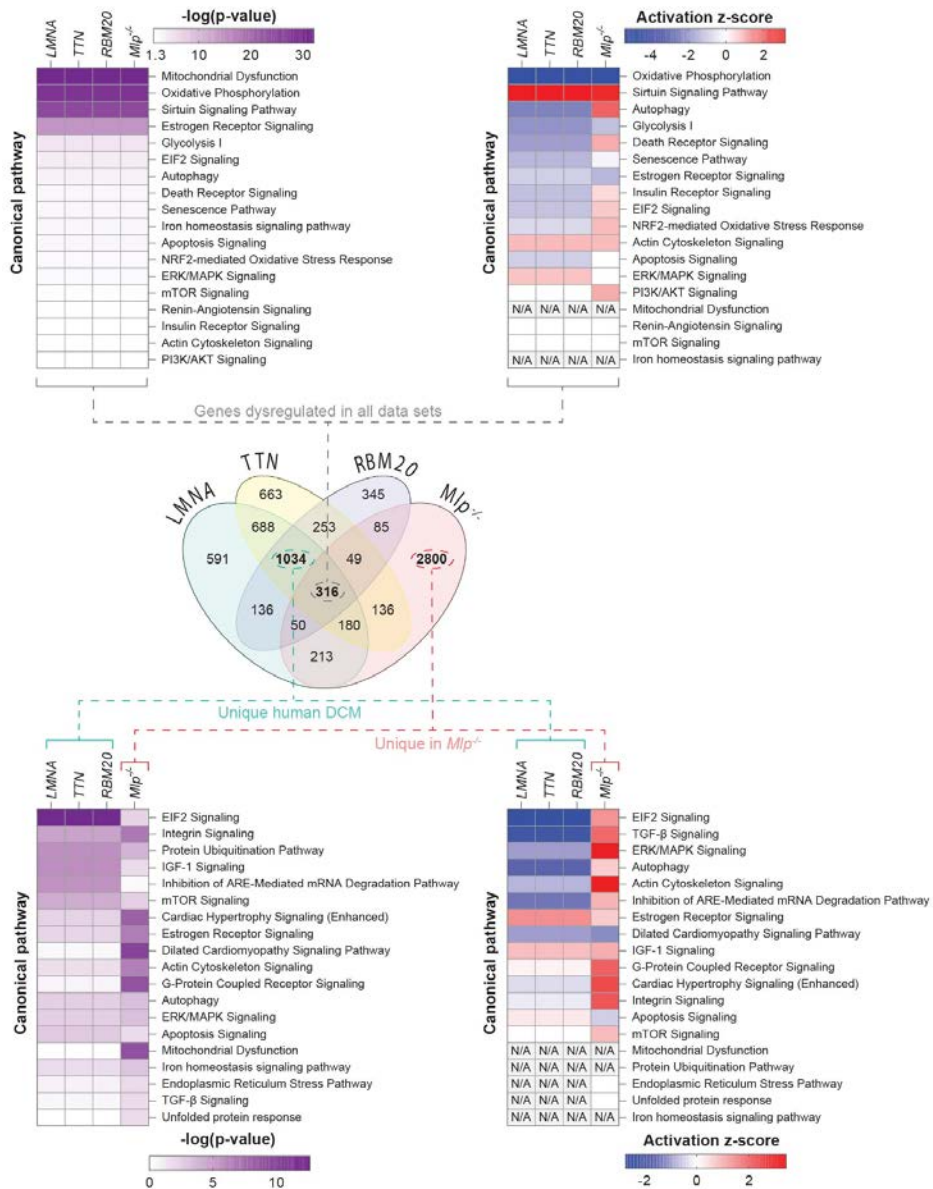 -log(p-value)
LMNA
TTN
RBM20
Mlp-/-
1.3 10 20 30
Canonical pathway
Mitochondrial Dysfunction
Oxidative Phosphorylation
Sirtuin Signaling Pathway
Estrogen Receptor Signaling
Glycolysis I
EIF2 Signaling
Autophagy
Death Receptor Signaling
Senescence Pathway
Iron homeostasis signaling pathway
Apoptosis Signaling
NRF2-mediated Oxidative Stress Response
ERK/MAPK Signaling
mTOR Signaling
Renin-Angiotensin Signaling
Insulin Receptor Signaling
Actin Cytoskeleton Signaling
PI3K/AKT Signaling
Activation z-score
LMNA
TTN
RBM20
Mlp-/-
-4 -2 0 2
Canonical pathway
Oxidative Phosphorylation
Sirtuin Signaling Pathway
Autophagy
Glycolysis I
Death Receptor Signaling
Senescence Pathway
Estrogen Receptor Signaling
Insulin Receptor Signaling
EIF2 Signaling
NRF2-mediated Oxidative Stress Response
Actin Cytoskeleton Signaling
Apoptosis Signaling
ERK/MAPK Signaling
PI3K/AKT Signaling
N/A N/A N/A N/A Mitochondrial Dysfunction
Renin-Angiotensin Signaling
mTOR Signaling
N/A N/A N/A N/A Iron homeostasis signaling pathway
Genes dysregulated in all data sets
LMNA
TTN
RBM20
Mlp-/-
663 345
688 253 85
591 1034 49 2800
316
136 50 180 136
213
Unique human DCM
Unique in Mlp-/-
LMNA
TTN
RBM20
Mlp-/-
Canonical pathway
EIF2 Signaling
Integrin Signaling
Protein Ubiquitination Pathway
IGF-1 Signaling
Inhibition of ARE-Mediated mRNA Degradation Pathway
mTOR Signaling
Cardiac Hypertrophy Signaling (Enhanced)
Estrogen Receptor Signaling
Dilated Cardiomyopathy Signaling Pathway
Actin Cytoskeleton Signaling
G-Protein Coupled Receptor Signaling
Autophagy
ERK/MAPK Signaling
Apoptosis Signaling
Mitochondrial Dysfunction
Iron homeostasis signaling pathway
Endoplasmic Reticulum Stress Pathway
TGF-β Signaling
Unfolded protein response
-log(p-value)
0 5 10
LMNA
TTN
RBM20
Mlp-/-
Canonical pathway
EIF2 Signaling
TGF-β Signaling
ERK/MAPK Signaling
Autophagy
Actin Cytoskeleton Signaling
Inhibition of ARE-Mediated mRNA Degradation Pathway
Estrogen Receptor Signaling
Dilated Cardiomyopathy Signaling Pathway
IGF-1 Signaling
G-Protein Coupled Receptor Signaling
Cardiac Hypertrophy Signaling (Enhanced)
Integrin Signaling
Apoptosis Signaling
mTOR Signaling
N/A N/A N/A N/A Mitochondrial Dysfunction
N/A N/A N/A N/A Protein Ubiquitination Pathway
N/A N/A N/A Endoplasmic Reticulum Stress Pathway
N/A N/A N/A Unfolded protein response
N/A N/A N/A N/A Iron homeostasis signaling pathway
Activation z-score
-2 0 2